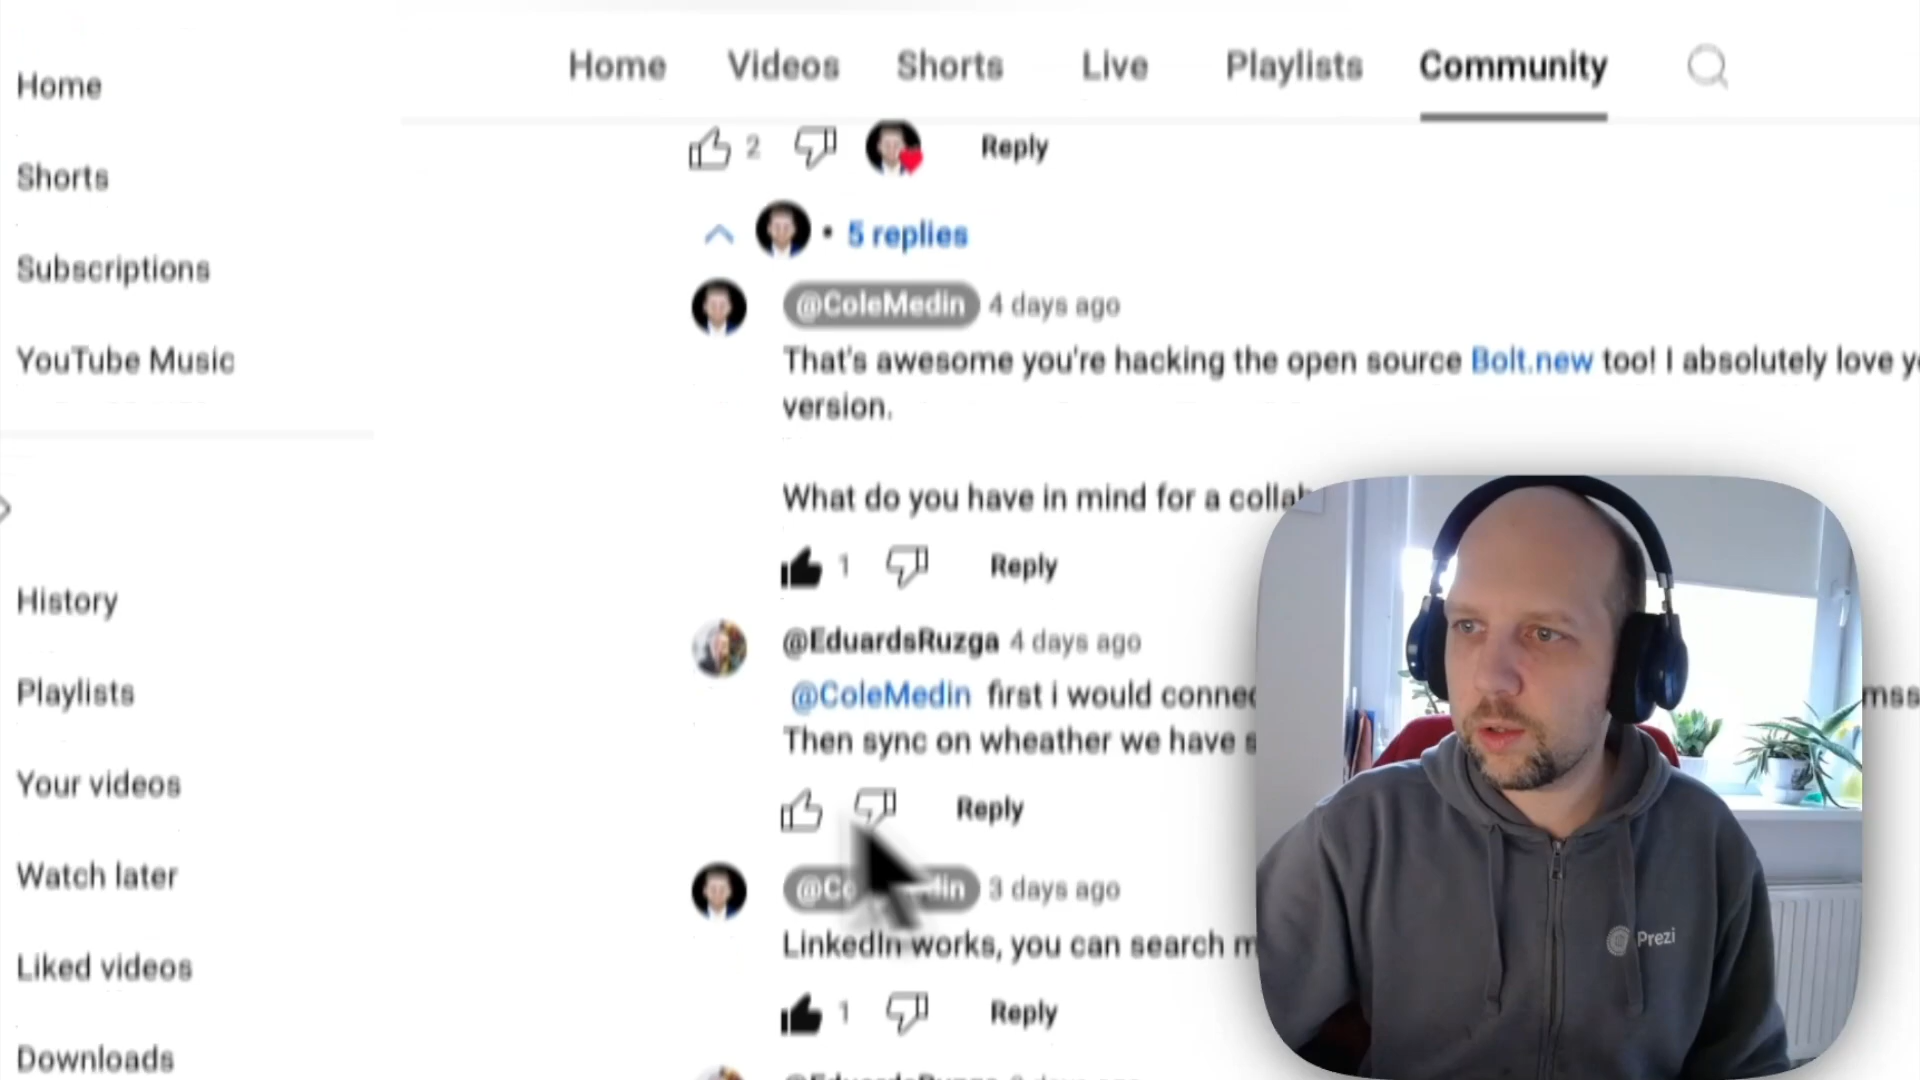 Home
Videos
Shorts
Live
Playlists
Community
Home
Shorts
Subscriptions
YouTube Music
History
Playlists
Your videos
Watch later
Liked videos
Downloads
2
Reply
• 5 replies
@ColeMedin 4 days ago
That's awesome you're hacking the open source Bolt.new too! I absolutely love
version.
What do you have in mind for a
1
Reply
@EduardsRuzga 4 days ago
@ColeMedin first i would
Then sync on wheather we have
Reply
3 days ago
LinkedIn works, you can search
1
Reply
Prezi